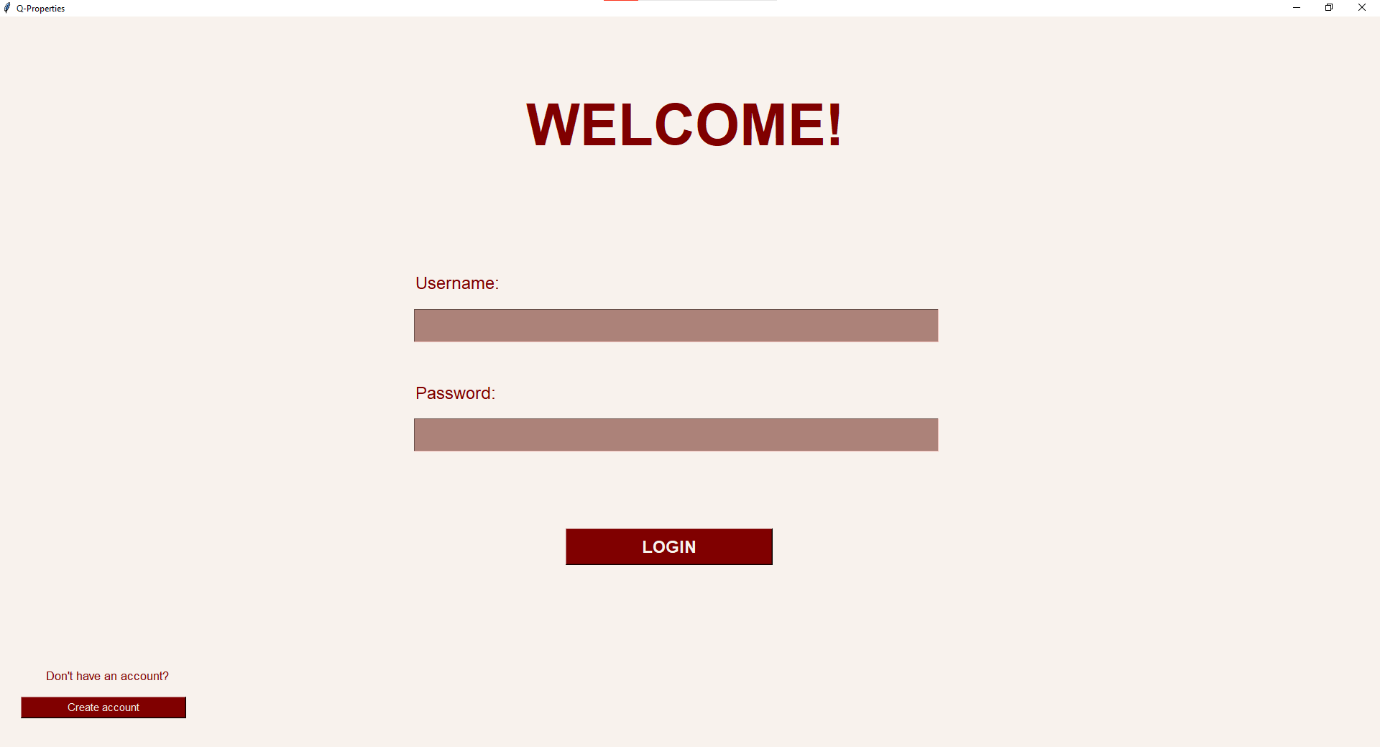 Q-Properties
WELCOME!
Username:
Password:
LOGIN
Don't have an account?
Create account